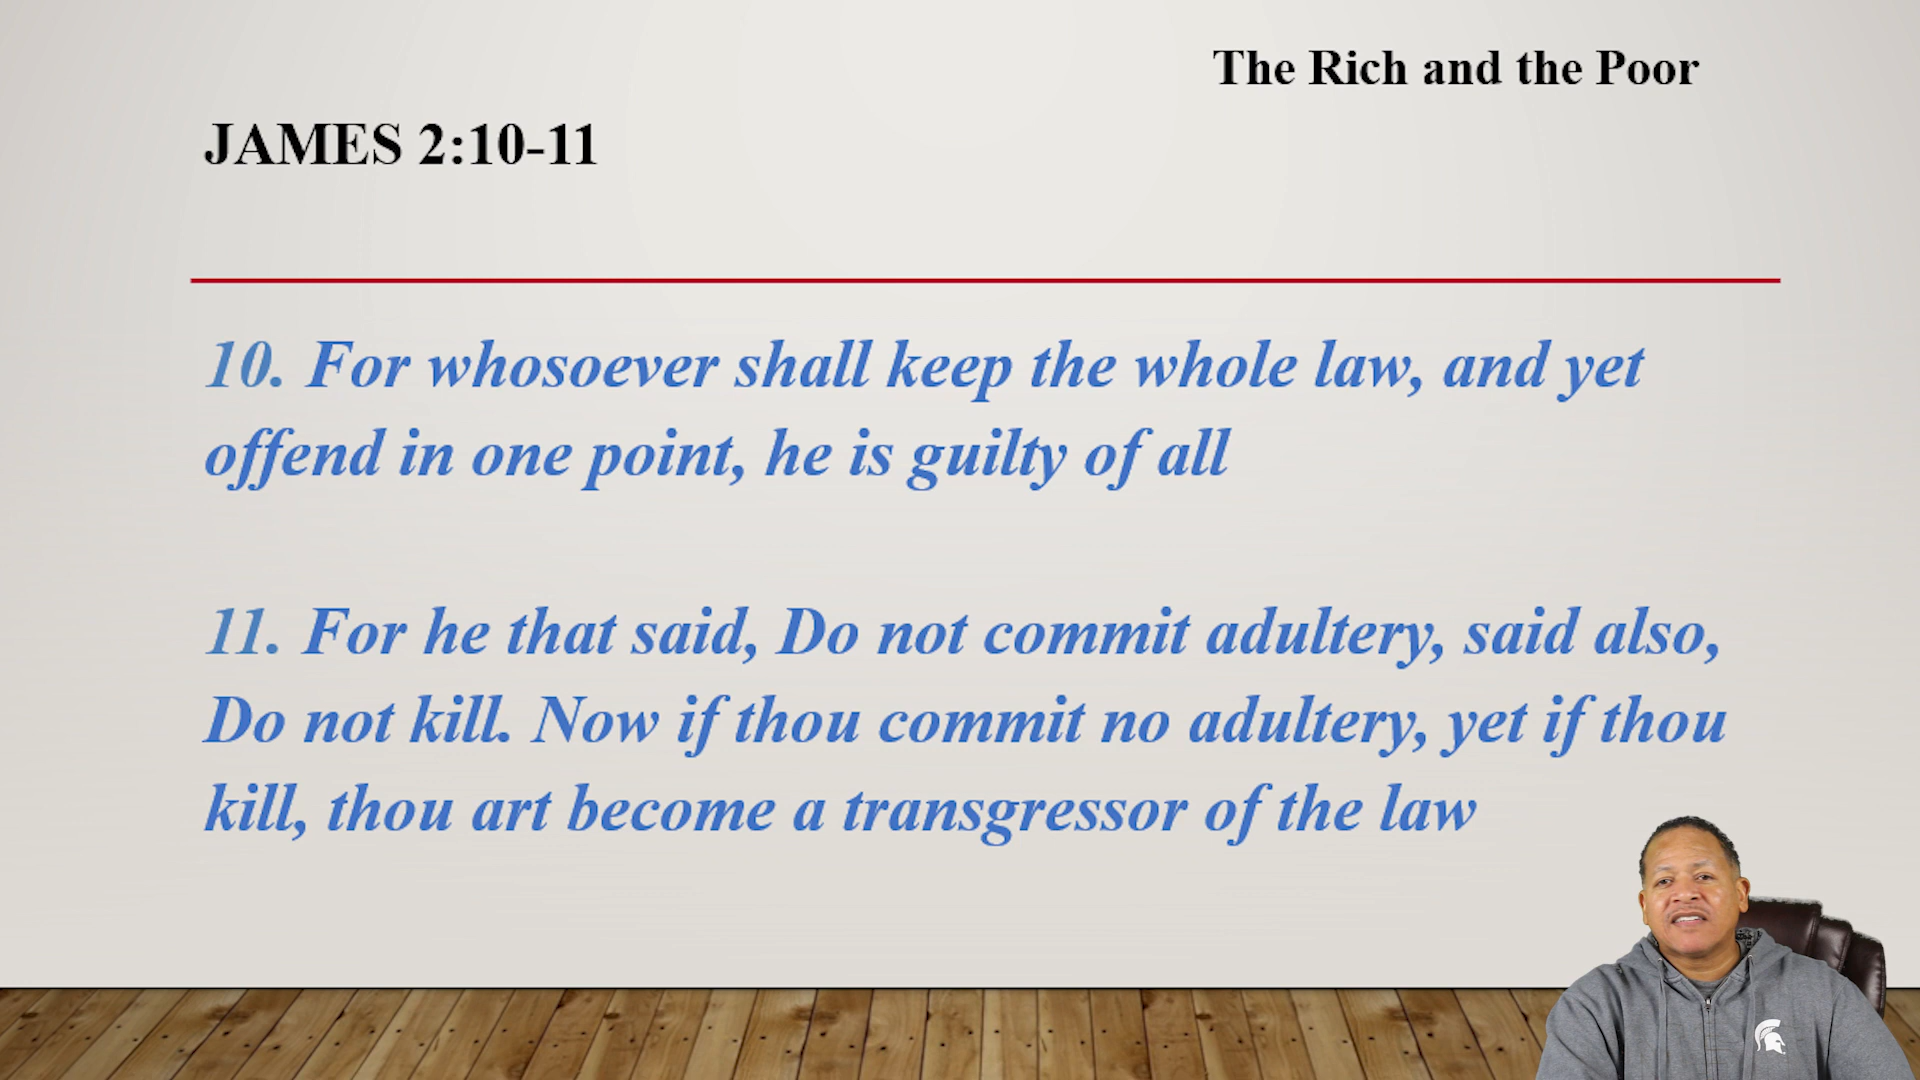 The Rich and the Poor
JAMES 2:10-11
10. For whosoever shall keep the whole law, and yet
offend in one point, he is guilty of all
11. For he that said, Do not commit adultery, said also,
Do not kill. Now if thou commit no adultery, yet if thou
kill, thou art become a transgressor of the law